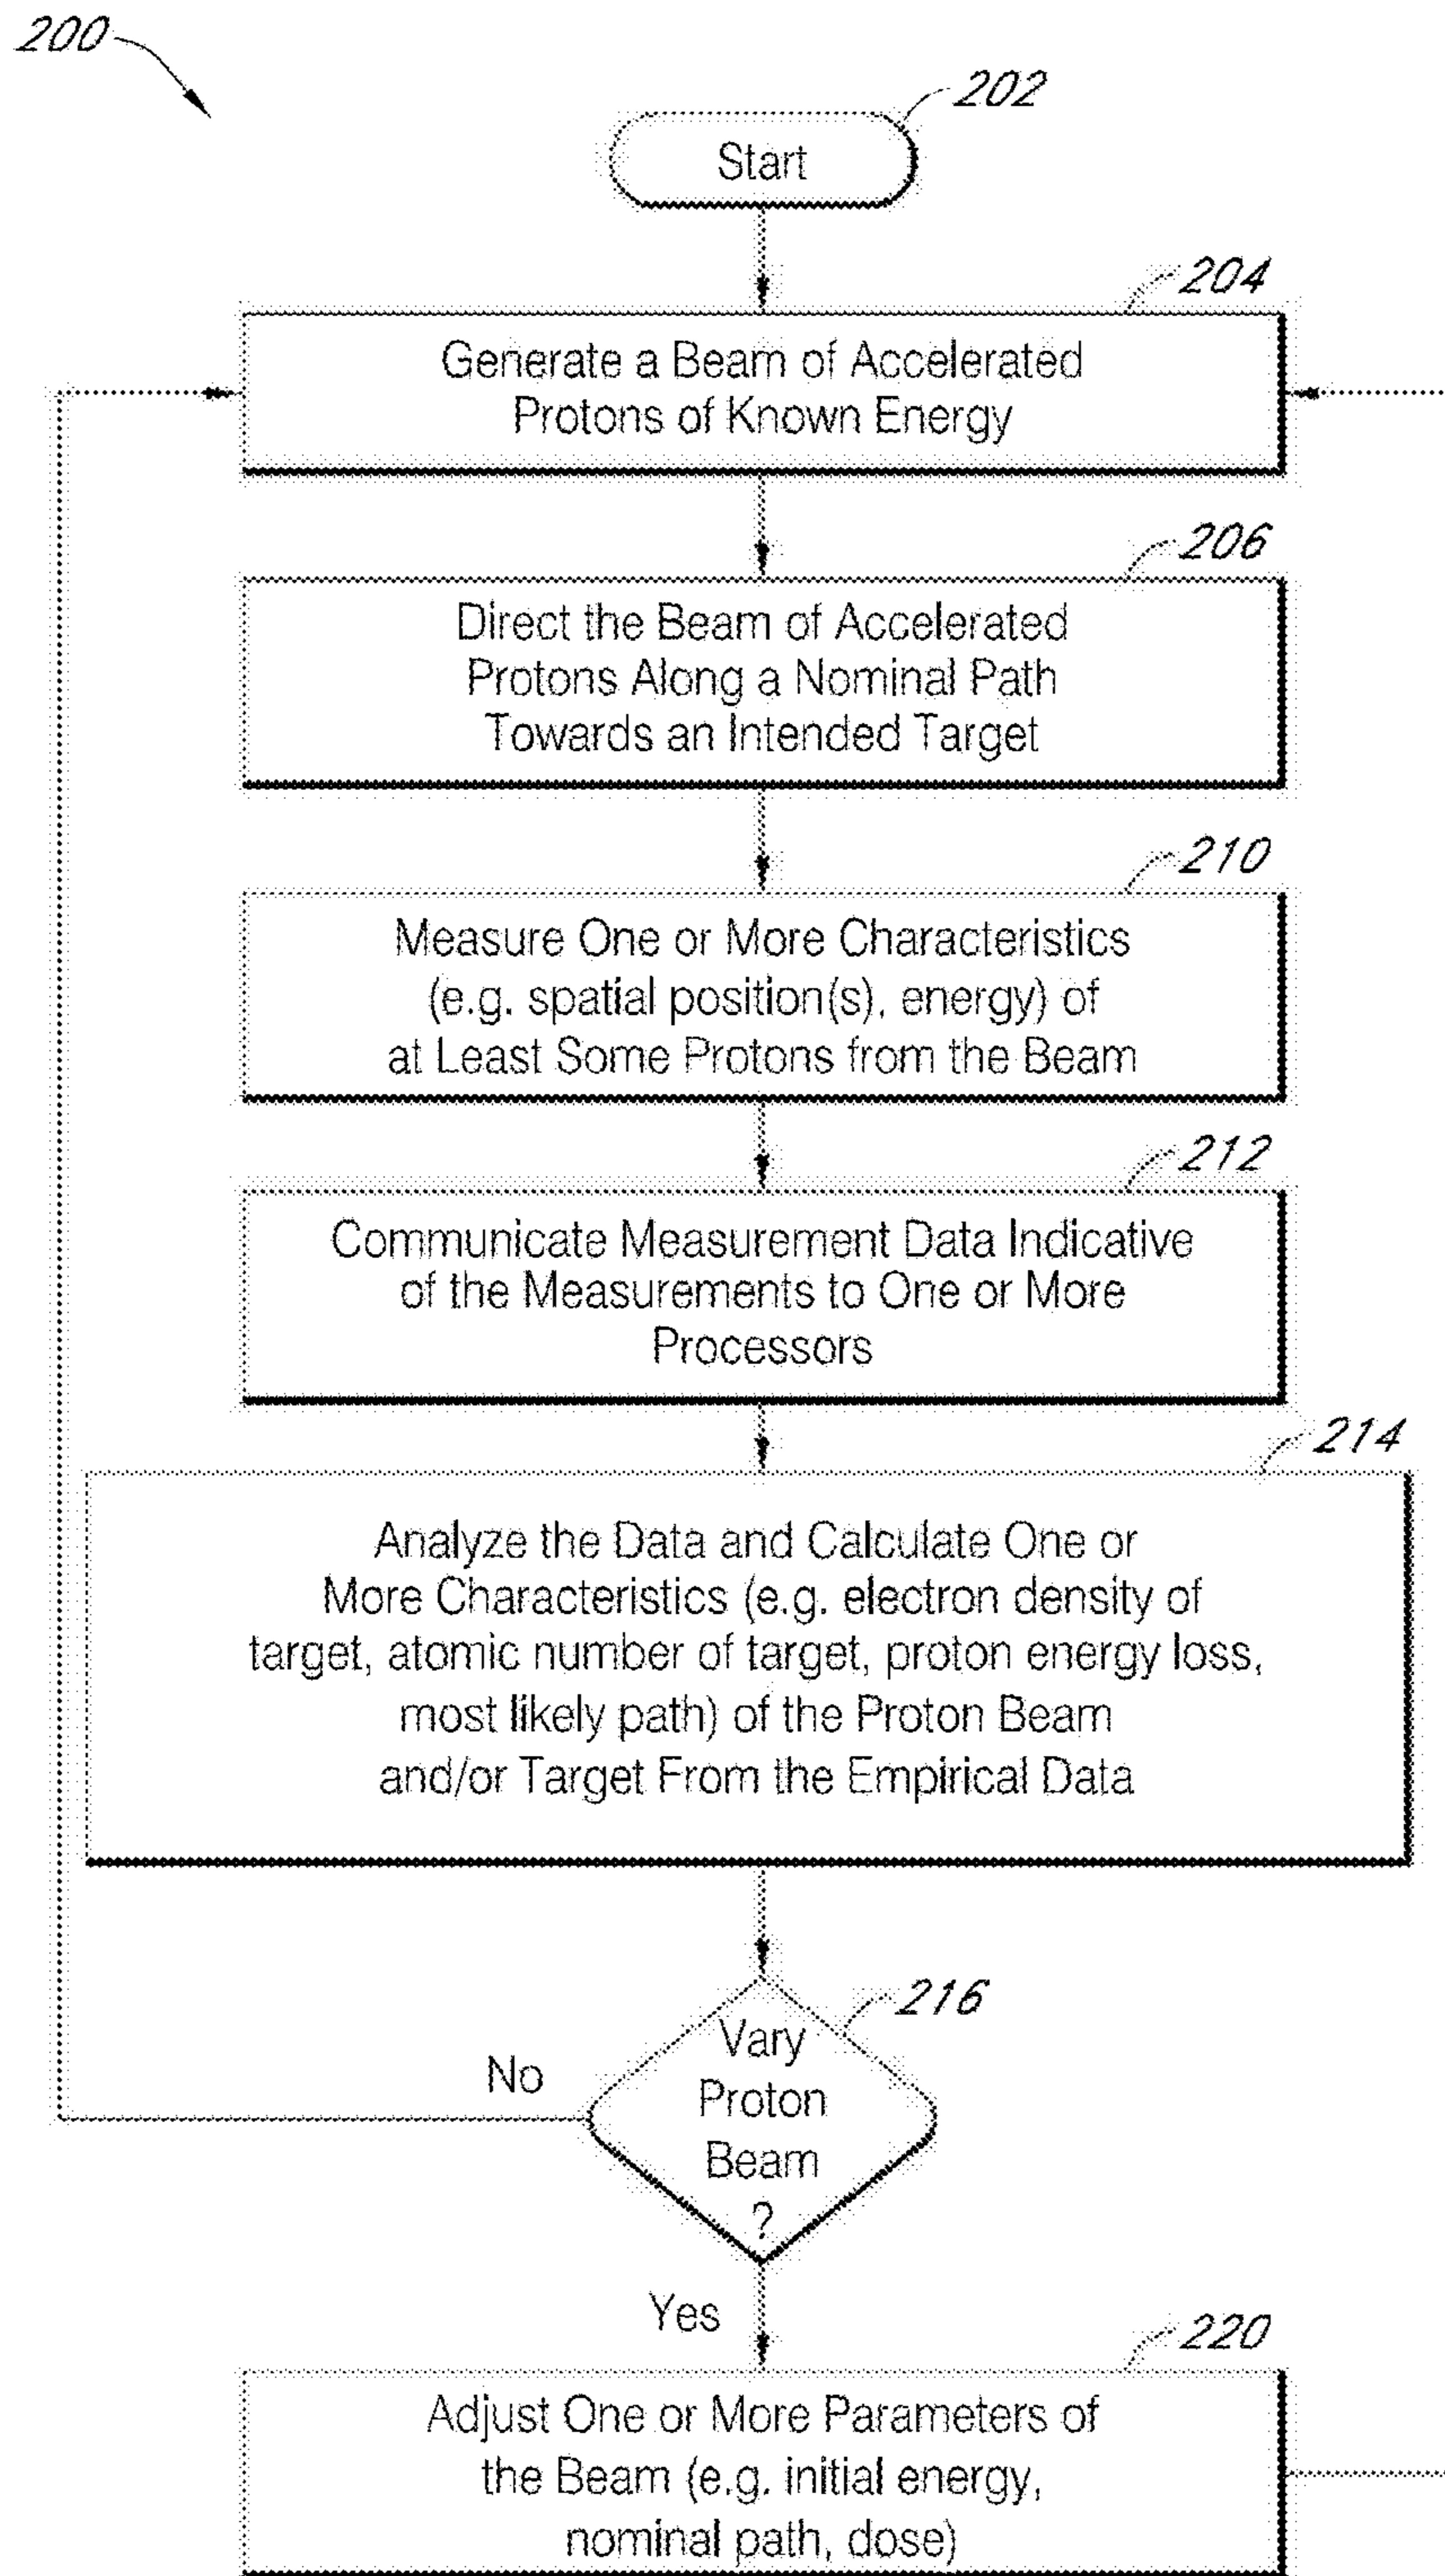 200
202
Start
204
Generate a Beam of Accelerated
Protons of Known Energy
206
Direct the Beam of Accelerated
Protons Along a Nominal Path
Towards an Intended Target
210
Measure One or More Characteristics
(e.g. spatial position(s), energy) of
at Least Some Protons from the Beam
212
Communicate Measurement Data Indicative
of the Measurements to One or More
Processors
214
Analyze the Data and Calculate One or
More Characteristics (e.g. electron density of
target, atomic number of target, proton energy loss,
most likely path) of the Proton Beam
and/or Target From the Empirical Data
216
Vary
Proton
Beam
?
No
Yes
220
Adjust One or More Parameters of
the Beam (e.g. initial energy,
nominal path, dose)